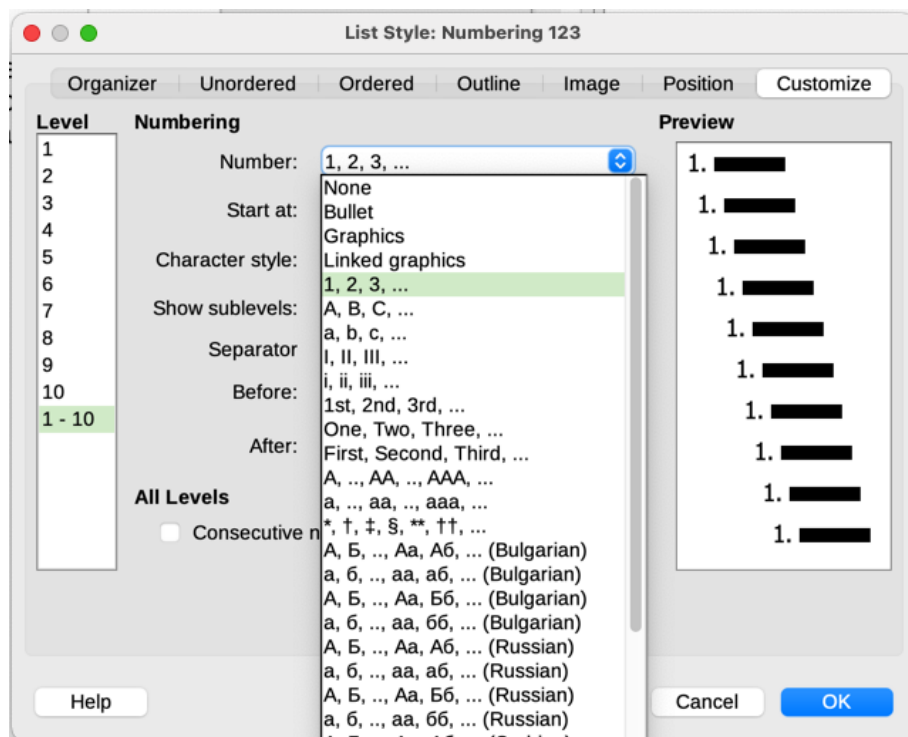 List Style: Numbering 123
Organizer Unordered Ordered Outline Image Position Customize
Level
1
2
3
4
5
6
7
8
9
10
1 - 10
Numbering
Number: 1, 2, 3, ...
Start at:
Character style:
Show sublevels:
Separator
Before:
After:
All Levels
Consecutive n
None
Bullet
Graphics
Linked graphics
1, 2, 3, ...
A, B, C, ...
a, b, c, ...
I, II, III, ...
i, ii, iii, ...
1st, 2nd, 3rd, ...
One, Two, Three, ...
First, Second, Third, ...
A, .., AA, .., AAA, ...
a, .., aa, .., aaa, ...
*, †, ‡, §, **, ††, ...
А, Б, .., Аа, Аб, ... (Bulgarian)
а, б, .., аа, аб, ... (Bulgarian)
А, Б, .., Аа, Бб, ... (Bulgarian)
а, б, .., аа, бб, ... (Bulgarian)
А, Б, .., Аа, Аб, ... (Russian)
а, б, .., аа, аб, ... (Russian)
А, Б, .., Аа, Бб, ... (Russian)
а, б, .., аа, бб, ... (Russian)
Preview
1.
1.
1.
1.
1.
1.
1.
1.
1.
1.
Help
Cancel
OK